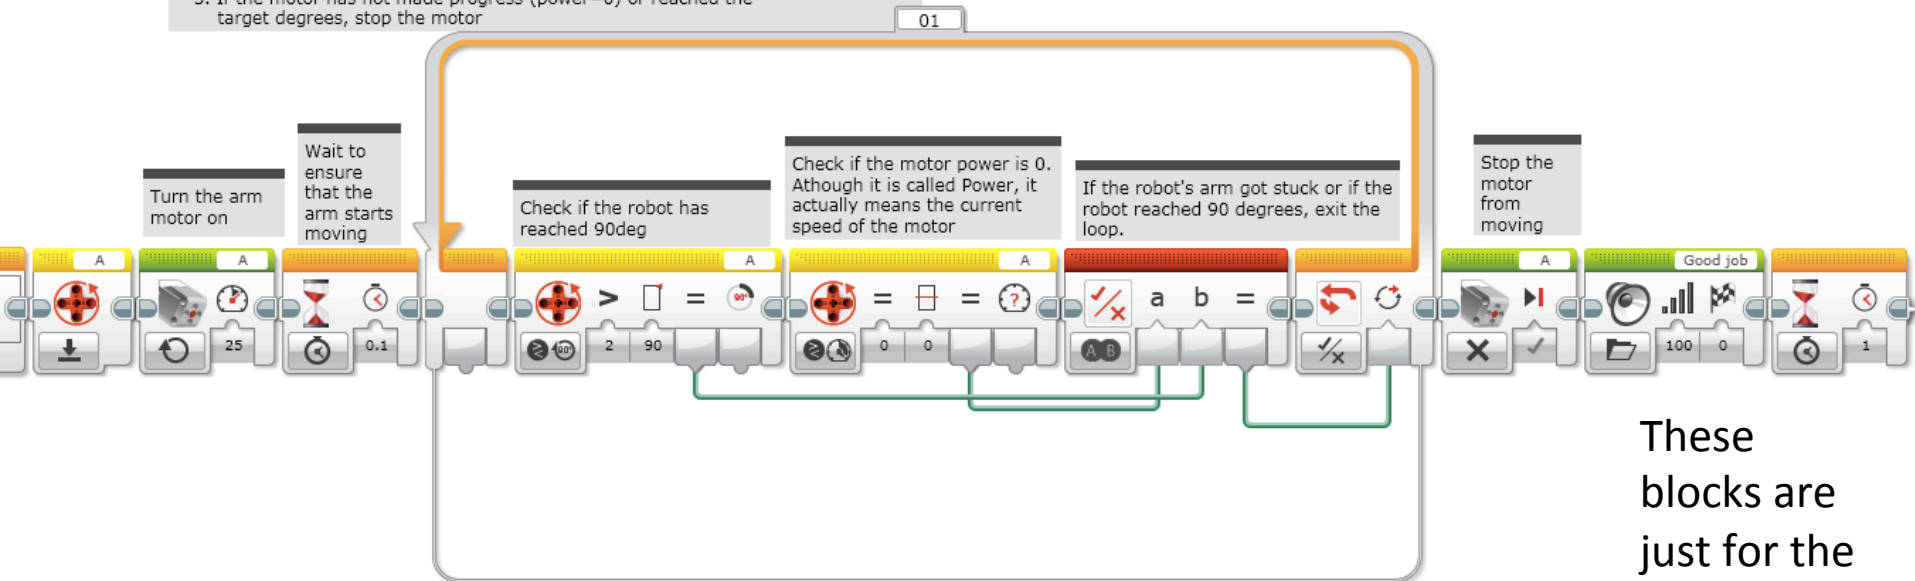 target degrees, stop the motor
01
Wait to
ensure
that the
arm starts
moving
Turn the arm
motor on
Check if the robot has
reached 90deg
Check if the motor power is 0.
Athough it is called Power, it
actually means the current
speed of the motor
If the robot's arm got stuck or if the
robot reached 90 degrees, exit the
loop.
Stop the
motor
from
moving
A
A
A
A
A
Good job
> = 90°
= = ?
a b =
25
0.1
90°
2 90
0 0
A B
100 0
1
These
blocks are
just for the